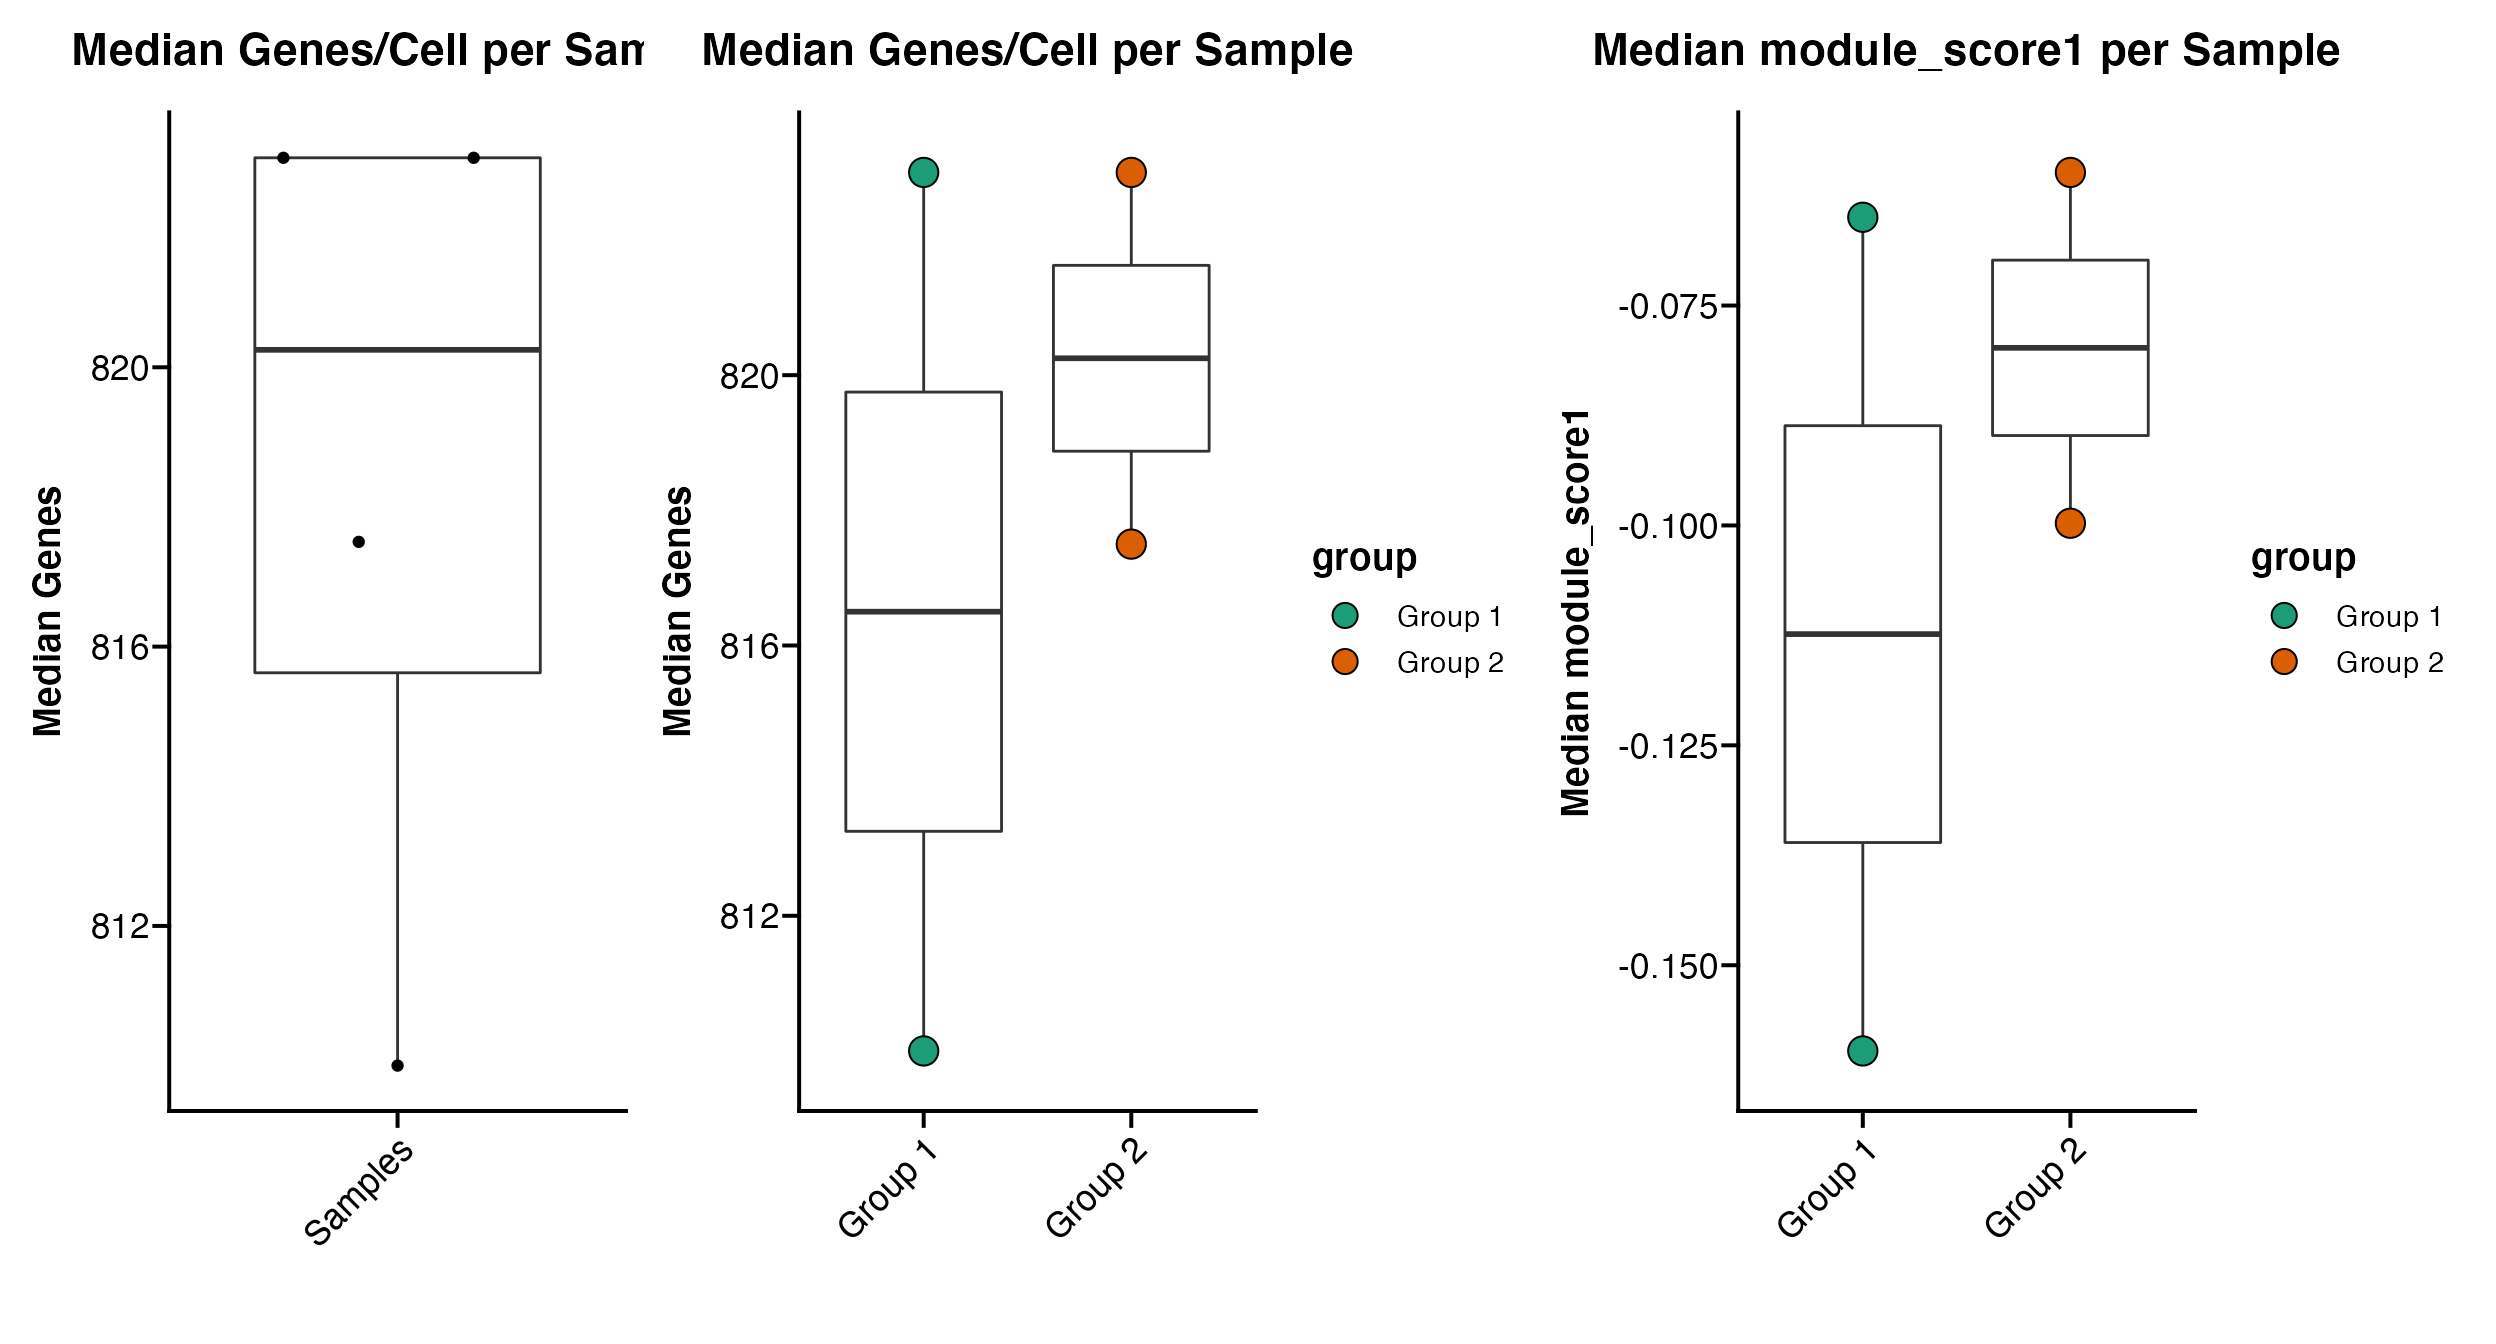 Median Genes/Cell per Sam
Median Genes
820
816
812
Samples
Median Genes/Cell per Sample
Median Genes
820
816
812
Group 1
Group 2
group
Group 1
Group 2
Median module_score1 per Sample
Median module_score1
-0.075
-0.100
-0.125
-0.150
Group 1
Group 2
group
Group 1
Group 2